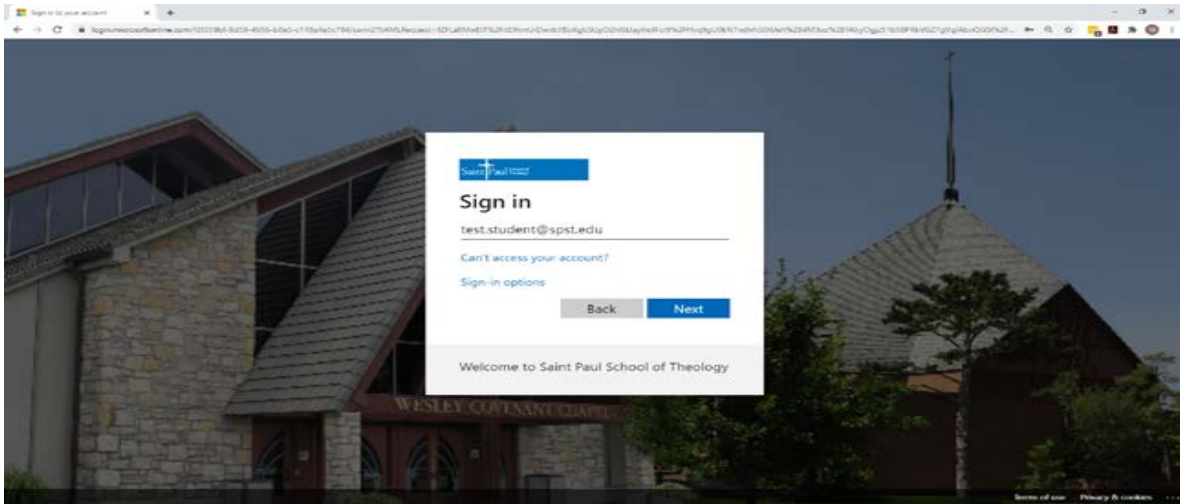 Sign in to your account
Saint Paul
Sign in
test.student@spst.edu
Can't access your account?
Sign-in options
Back
Next
Welcome to Saint Paul School of Theology
WESLEY COVENANT CHAPEL
Terms of use Privacy & cookies ...